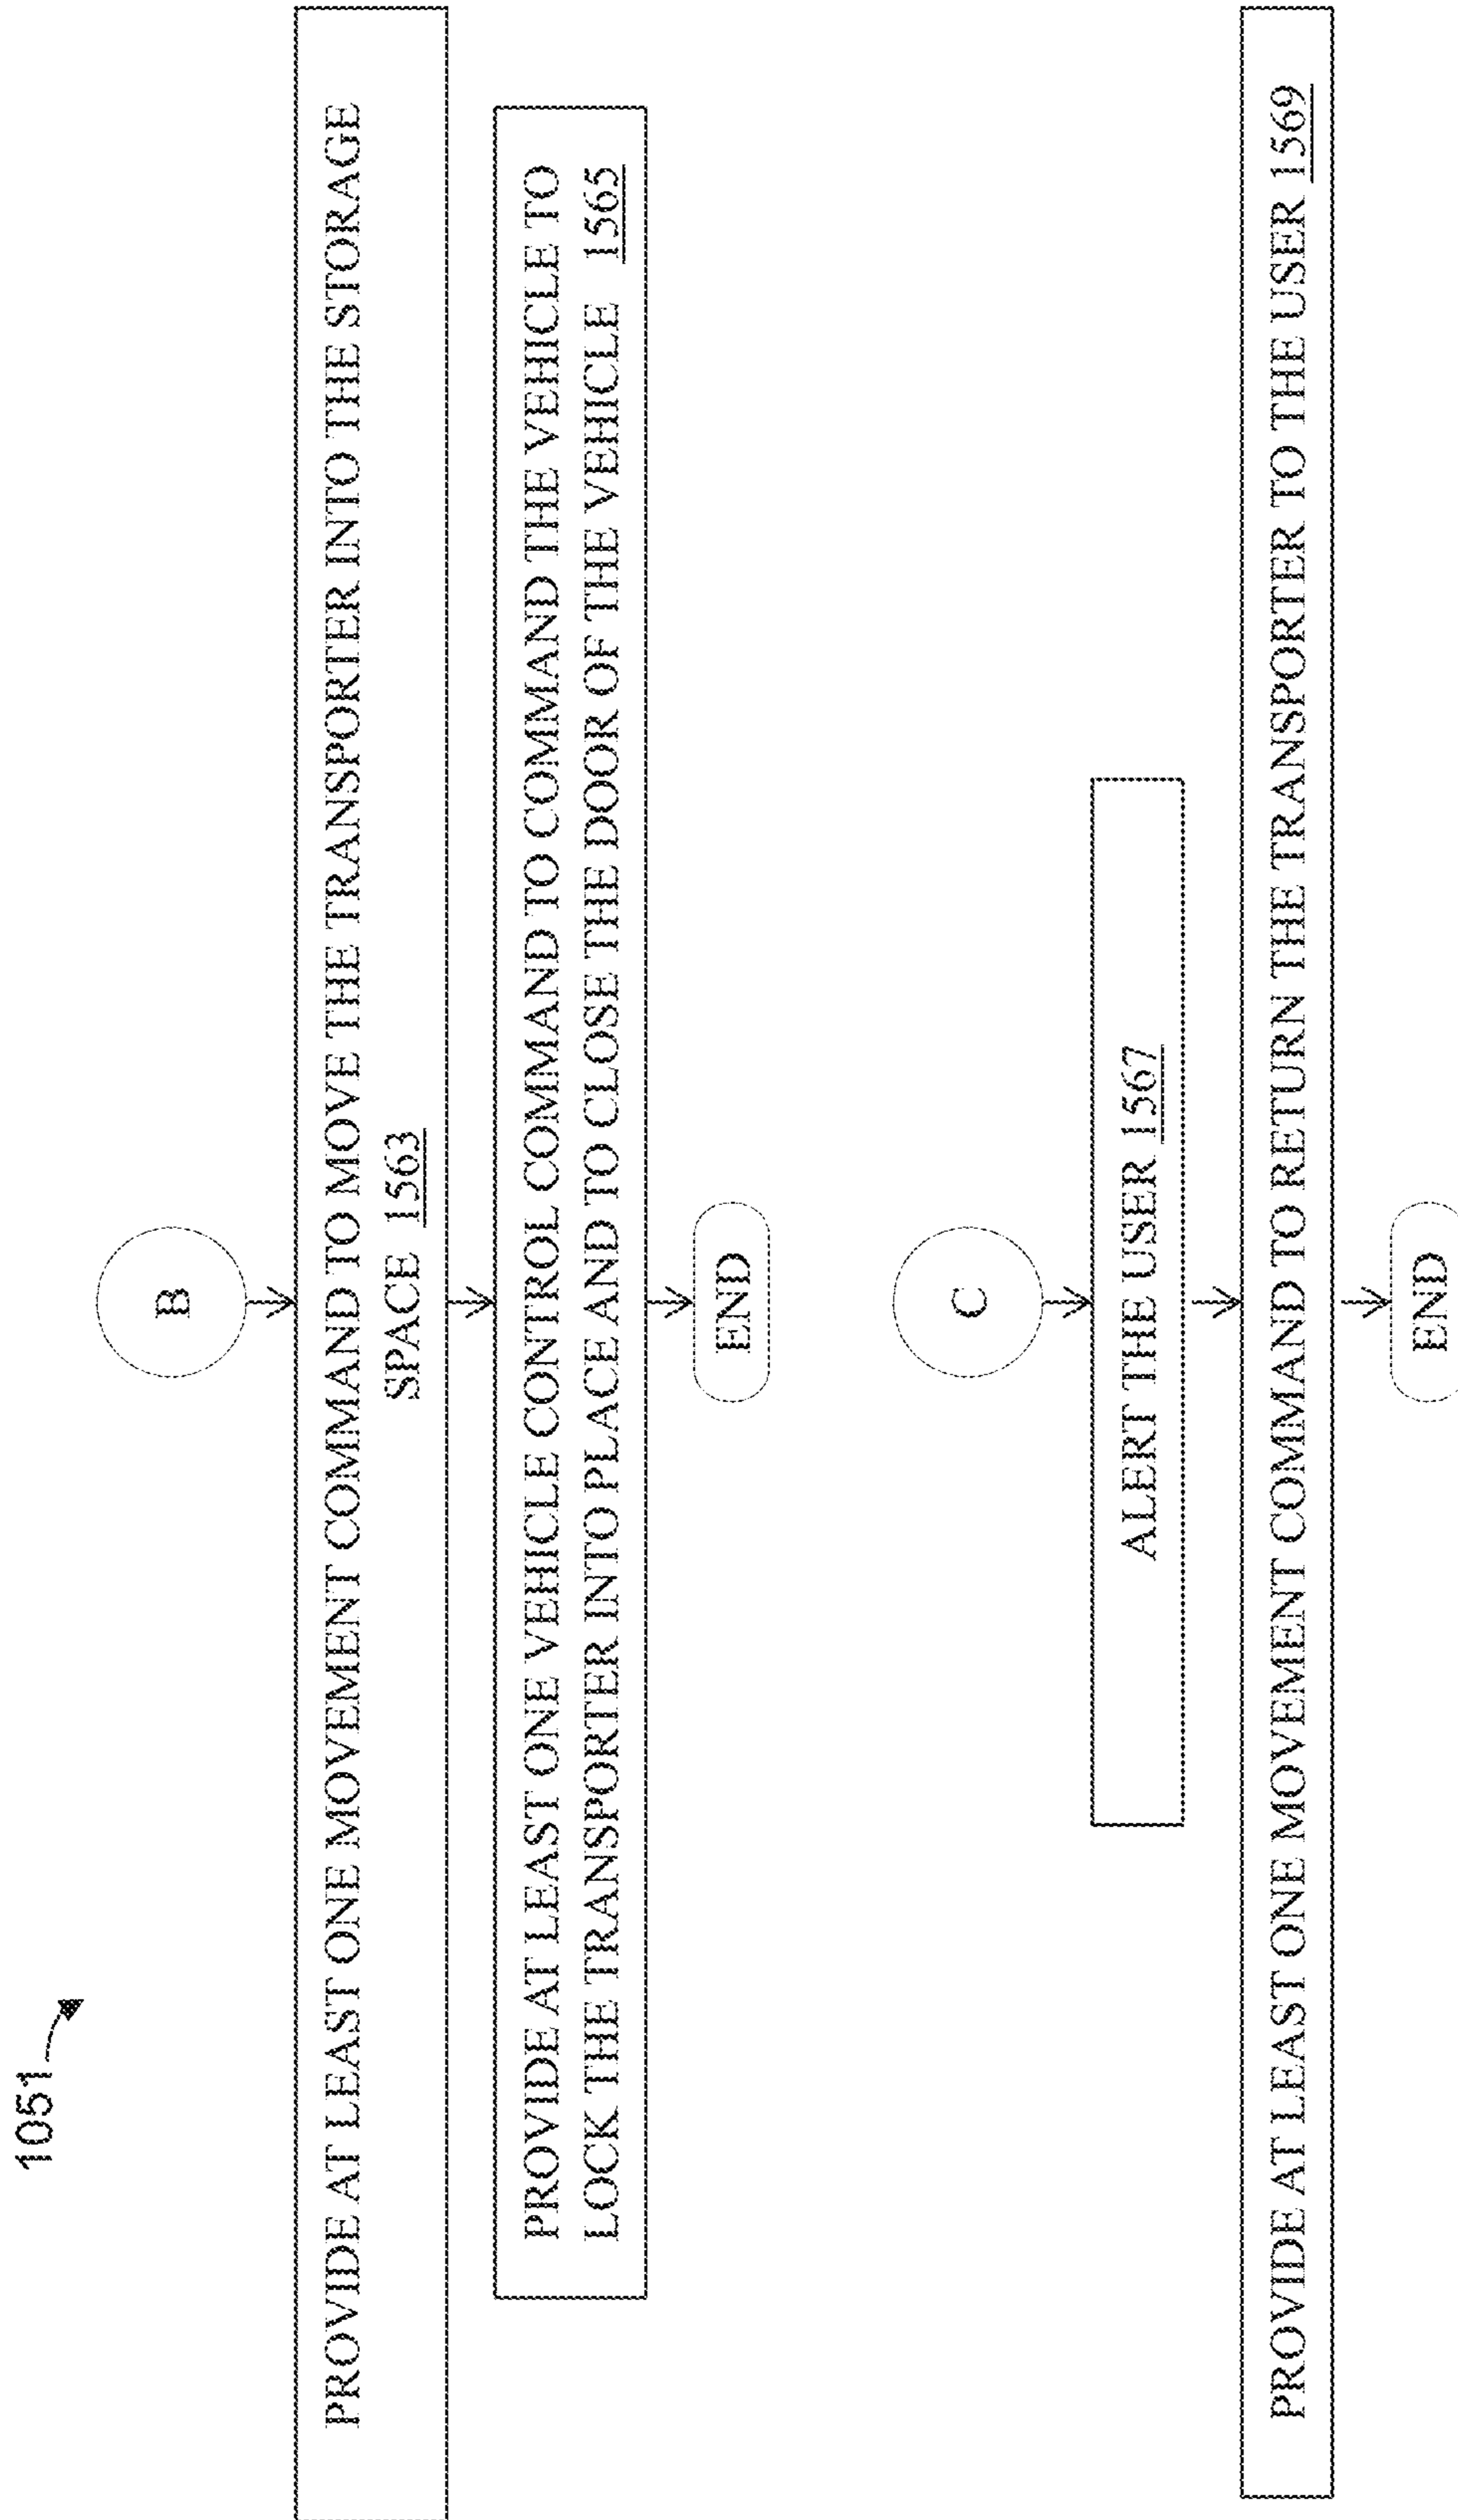 1051
B
PROVIDE AT LEAST ONE MOVEMENT COMMAND TO MOVE THE TRANSPORTER INTO THE STORAGE
SPACE 1563
PROVIDE AT LEAST ONE VEHICLE CONTROL COMMAND TO COMMAND THE VEHICLE TO
LOCK THE TRANSPORTER INTO PLACE AND TO CLOSE THE DOOR OF THE VEHICLE 1565
END
C
ALERT THE USER 1567
PROVIDE AT LEAST ONE MOVEMENT COMMAND TO RETURN THE TRANSPORTER TO THE USER 1569
END